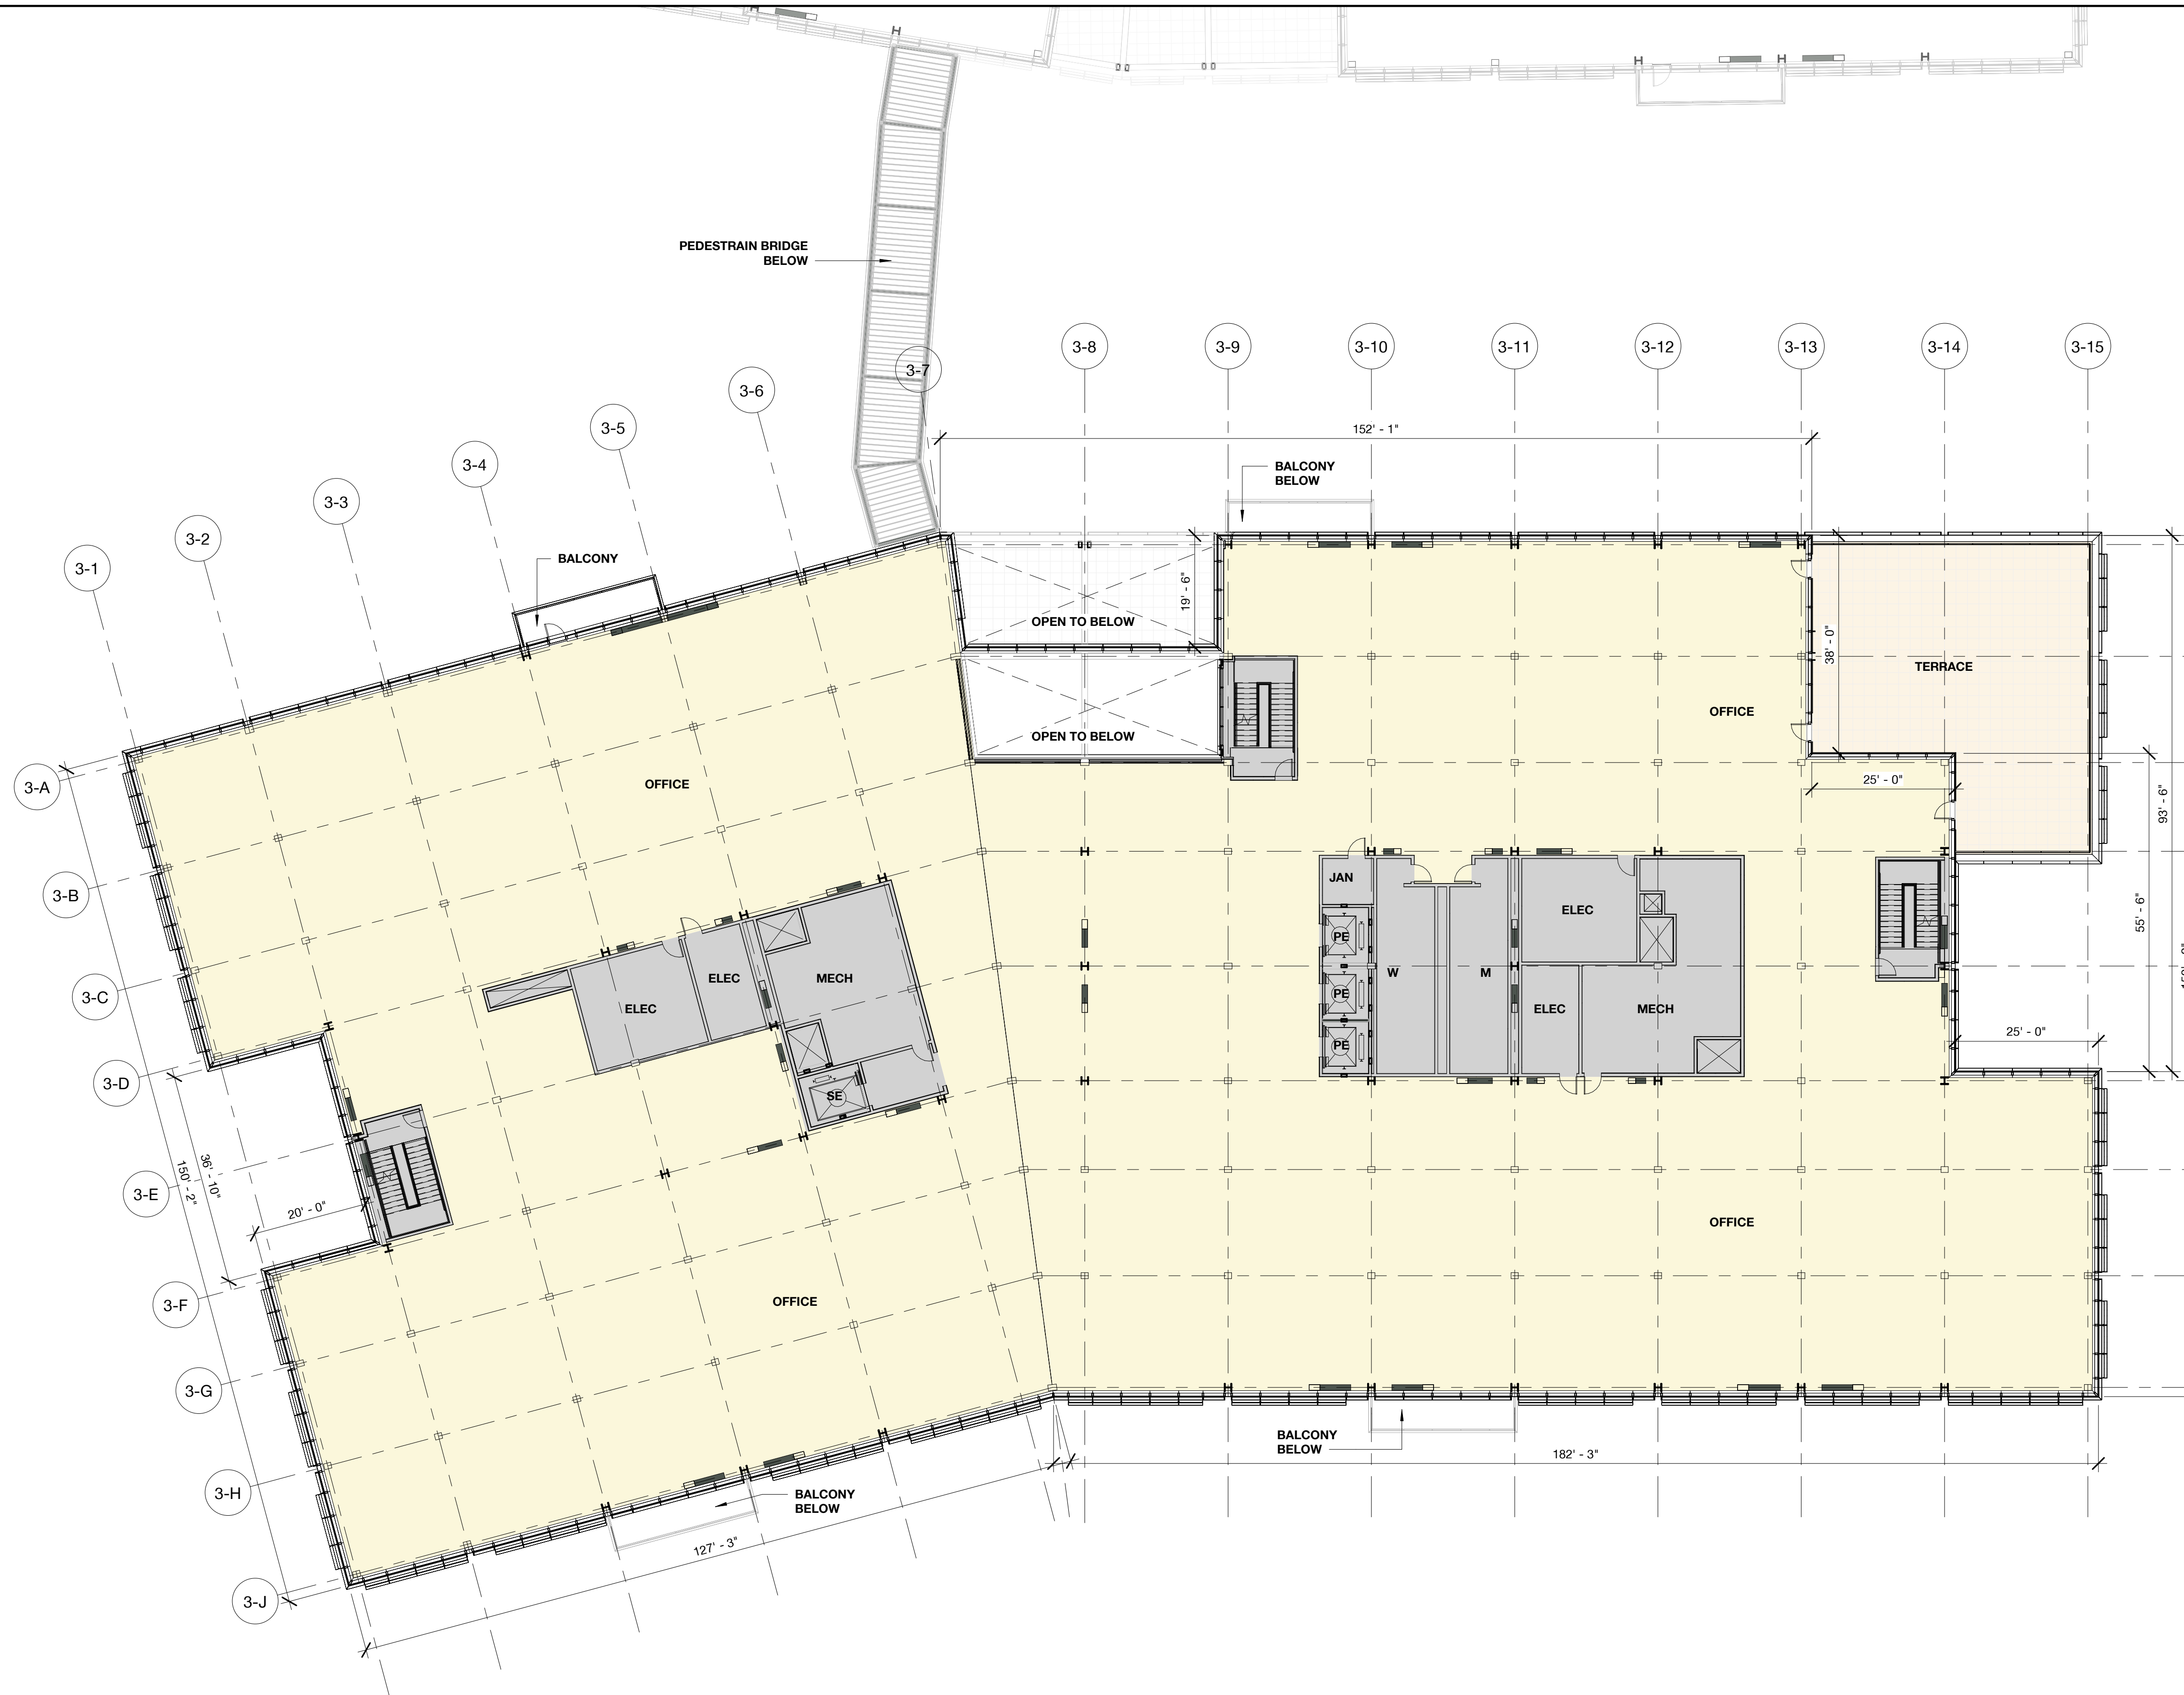 PEDESTRAIN BRIDGE
BELOW
3-8
3-9
3-10
3-11
3-12
3-13
3-14
3-15
3-7
3-6
3-5
3-4
3-3
3-2
3-1
152' - 1"
BALCONY
BELOW
BALCONY
19' - 6"
OPEN TO BELOW
38' - 0"
TERRACE
OFFICE
OPEN TO BELOW
OFFICE
3-A
25' - 0"
93' - 6"
3-B
JAN
ELEC
55' - 6"
PE
W
M
ELEC
ELEC
MECH
3-C
PE
ELEC
MECH
25' - 0"
PE
3-D
SE
36' - 10"
150' - 2"
3-E
20' - 0"
OFFICE
3-F
OFFICE
3-G
BALCONY
BELOW
182' - 3"
3-H
BALCONY
BELOW
127' - 3"
3-J